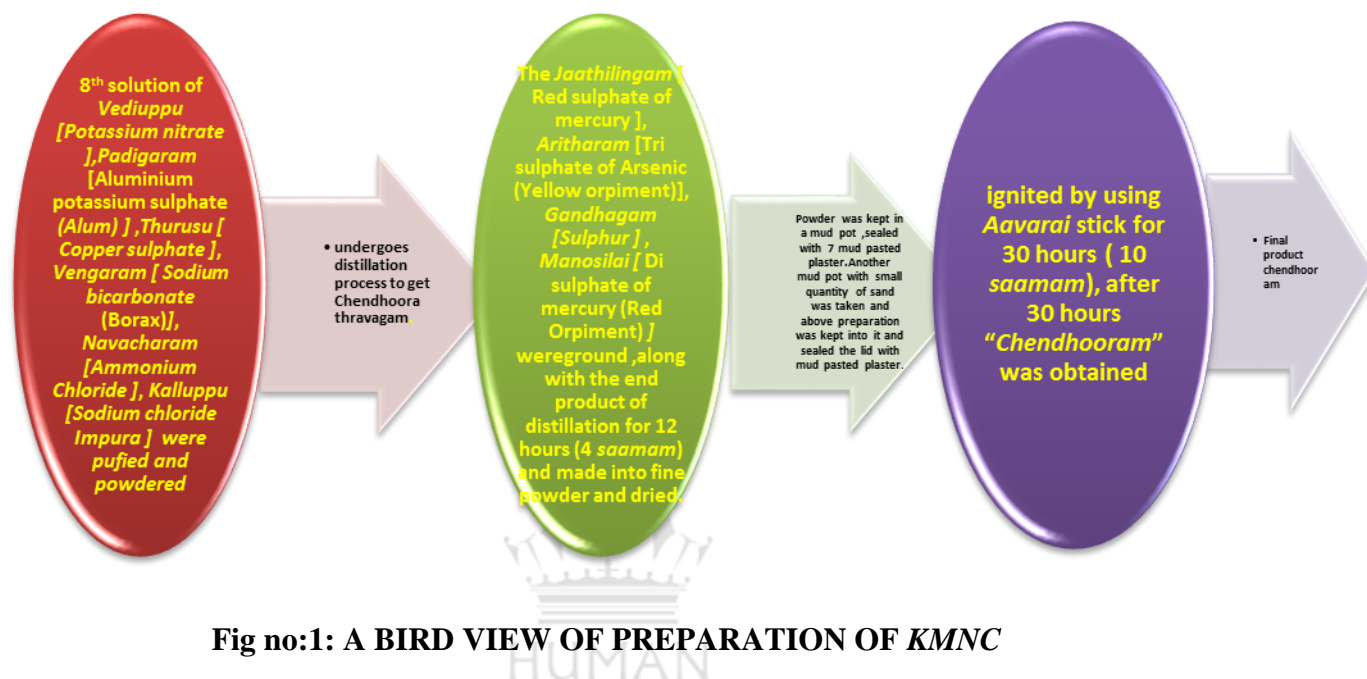 8th solution of
Vediuppu
[Potassium nitrate
],Padigaram
[Aluminium
potassium sulphate
(Alum) ] ,Thurusu [
Copper sulphate ],
Vengaram [ Sodium
bicarbonate
(Borax)],
Navacharam
[Ammonium
Chloride ], Kalluppu
[Sodium chloride
Impura ] were
pufied and
powdered
• undergoes
distillation
process to get
Chendhoora
thravagam.
The Jaathilingam [
Red sulphate of
mercury ],
Aritharam [Tri
sulphate of Arsenic
(Yellow orpiment)],
Gandhagam
[Sulphur ] ,
Manosilai [ Di
sulphate of
mercury (Red
Orpiment) ]
wereground ,along
with the end
product of
distillation for 12
hours (4 saamam)
and made into fine
powder and dried.
Powder was kept in
a mud pot ,sealed
with 7 mud pasted
plaster.Another
mud pot with small
quantity of sand
was taken and
above preparation
was kept into it and
sealed the lid with
mud pasted plaster.
ignited by using
Aavarai stick for
30 hours ( 10
saamam), after
30 hours
“Chendhooram”
was obtained
• Final
product
chendhoor
am
Fig no:1: A BIRD VIEW OF PREPARATION OF KMNC
HUMAN